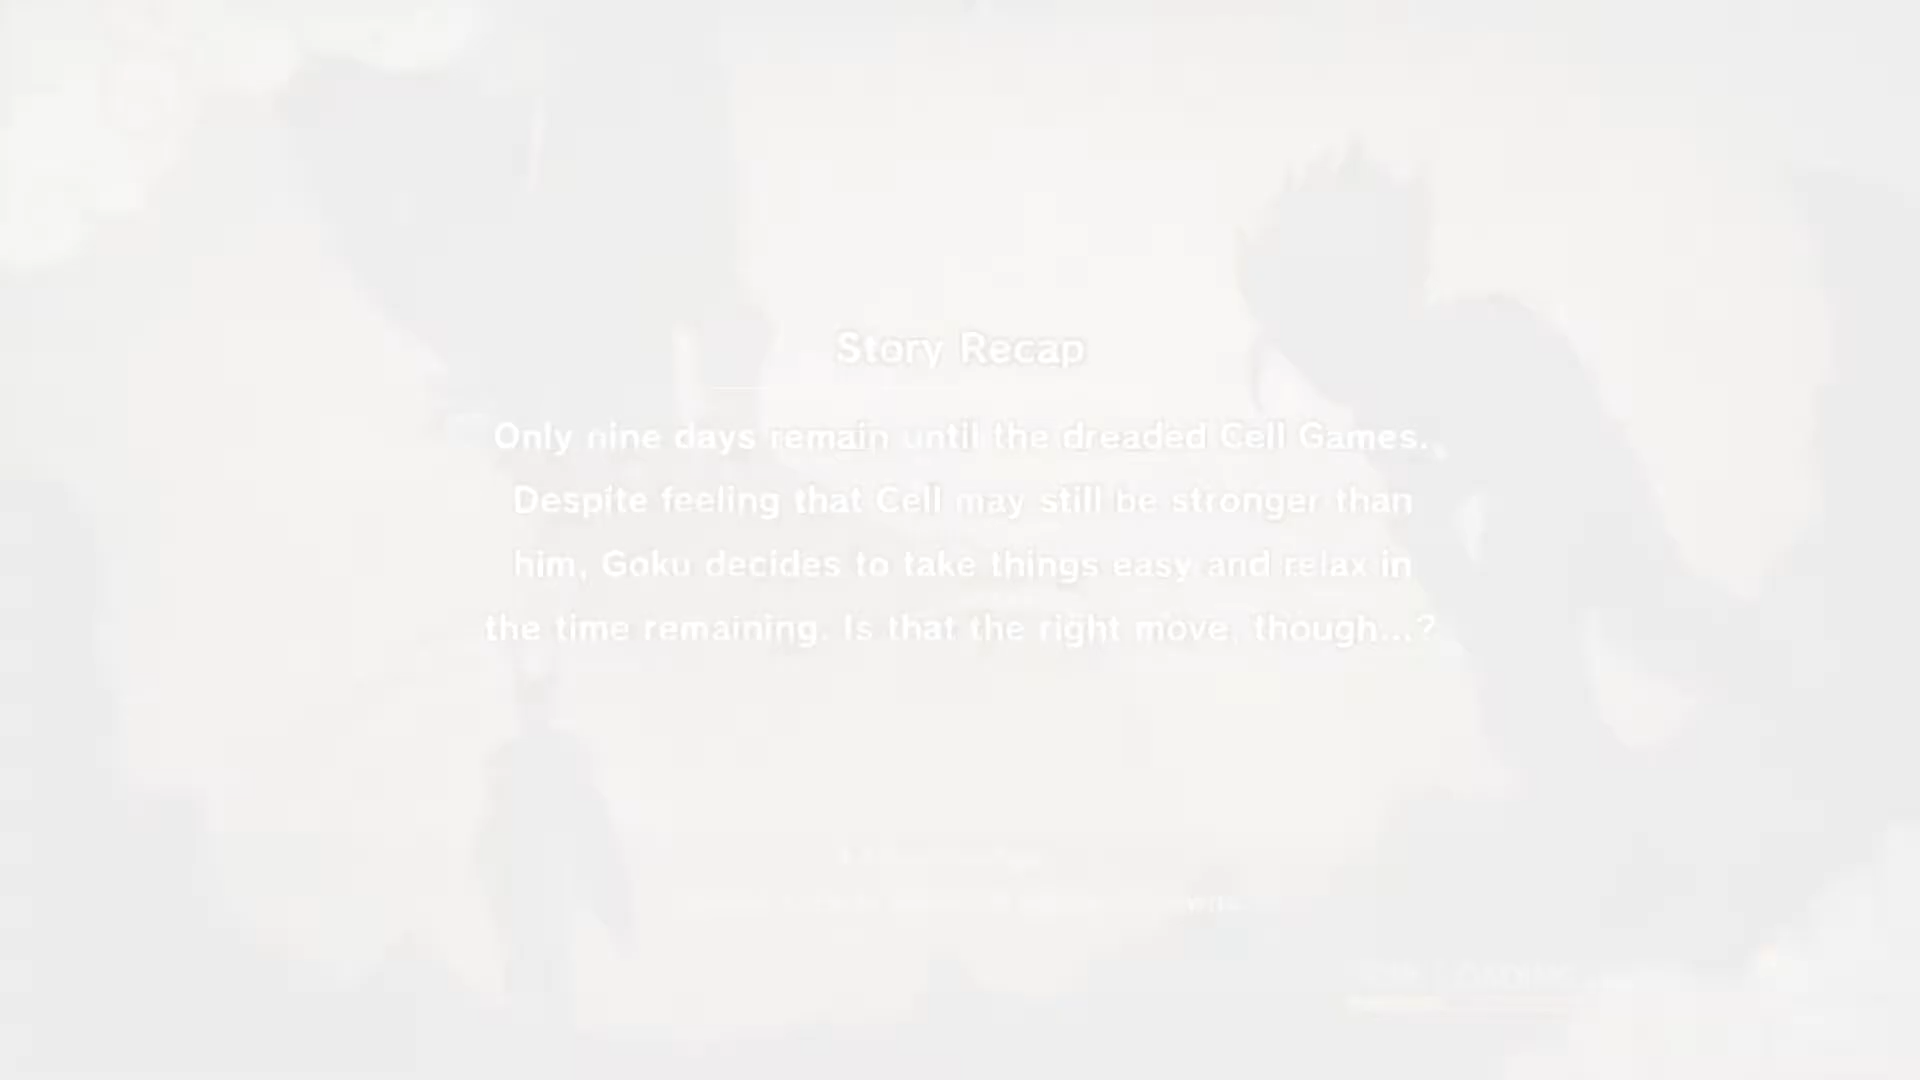 Story Recap
Only nine days remain until the dreaded Cell Games.
Despite feeling that Cell may still be stronger than
him, Goku decides to take things easy and relax in
the time remaining. Is that the right move, though...?